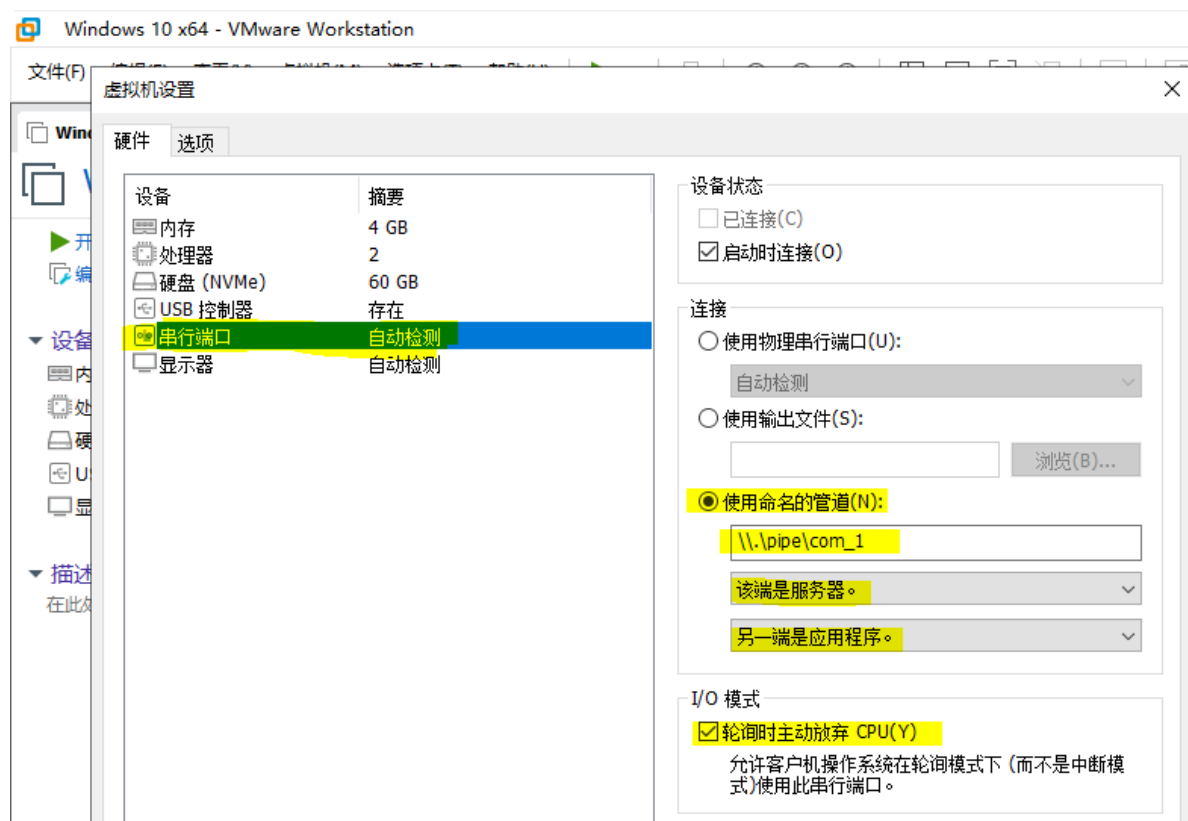 Windows 10 x64 - VMware Workstation
文件(F)
虚拟机设置
Wind
硬件 选项
设备 摘要
内存 4 GB
处理器 2
硬盘 (NVMe) 60 GB
USB 控制器 存在
串行端口 自动检测
显示器 自动检测
开
编
设备
内
处
硬
US
显
描述
在此处
设备状态
已连接(C)
启动时连接(O)
连接
使用物理串行端口(U):
自动检测
使用输出文件(S):
浏览(B)...
使用命名的管道(N):
\\.\pipe\com_1
该端是服务器。
另一端是应用程序。
I/O 模式
轮询时主动放弃 CPU(Y)
允许客户机操作系统在轮询模式下 (而不是中断模
式)使用此串行端口。